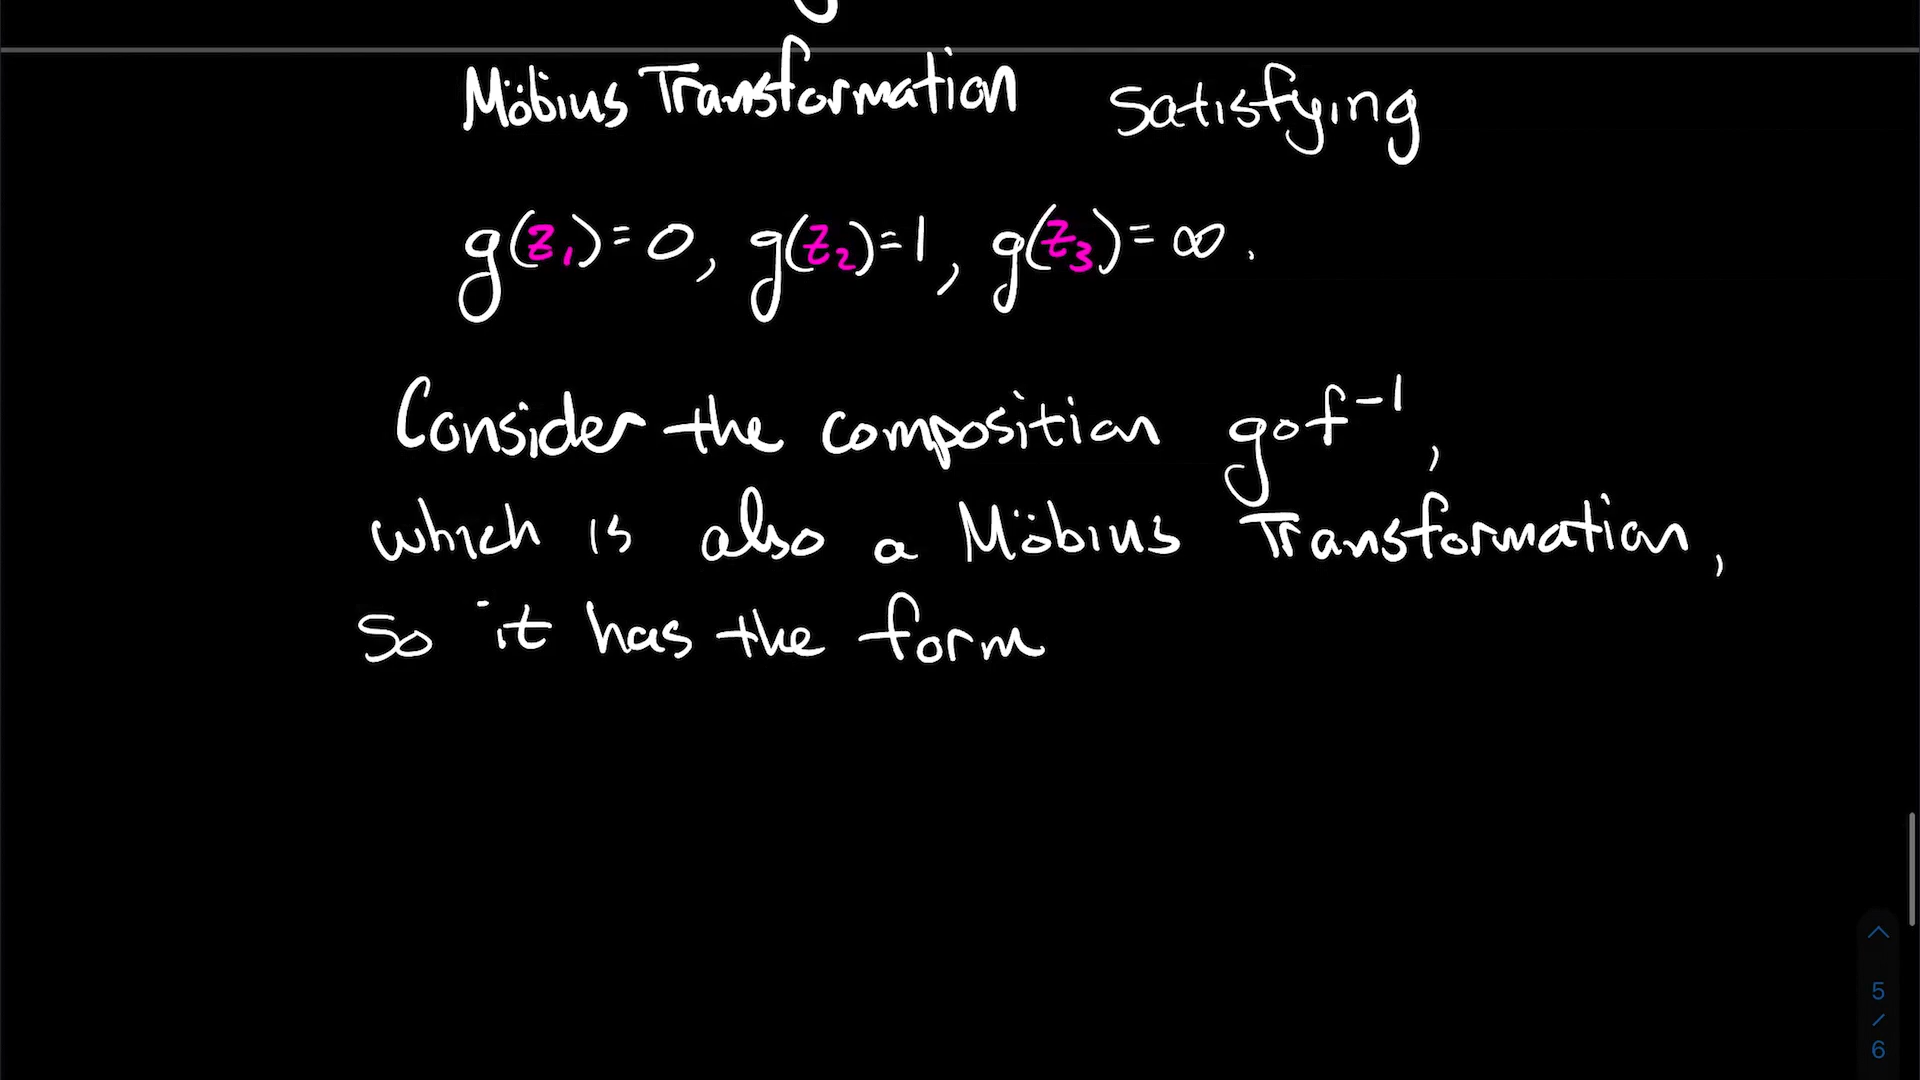 Möbius Transformation satisfying
g(z₁)=0, g(z₂)=1, g(z₃)=∞.
Consider the composition g∘f⁻¹,
which is also a Möbius Transformation,
so it has the form
5
/
6